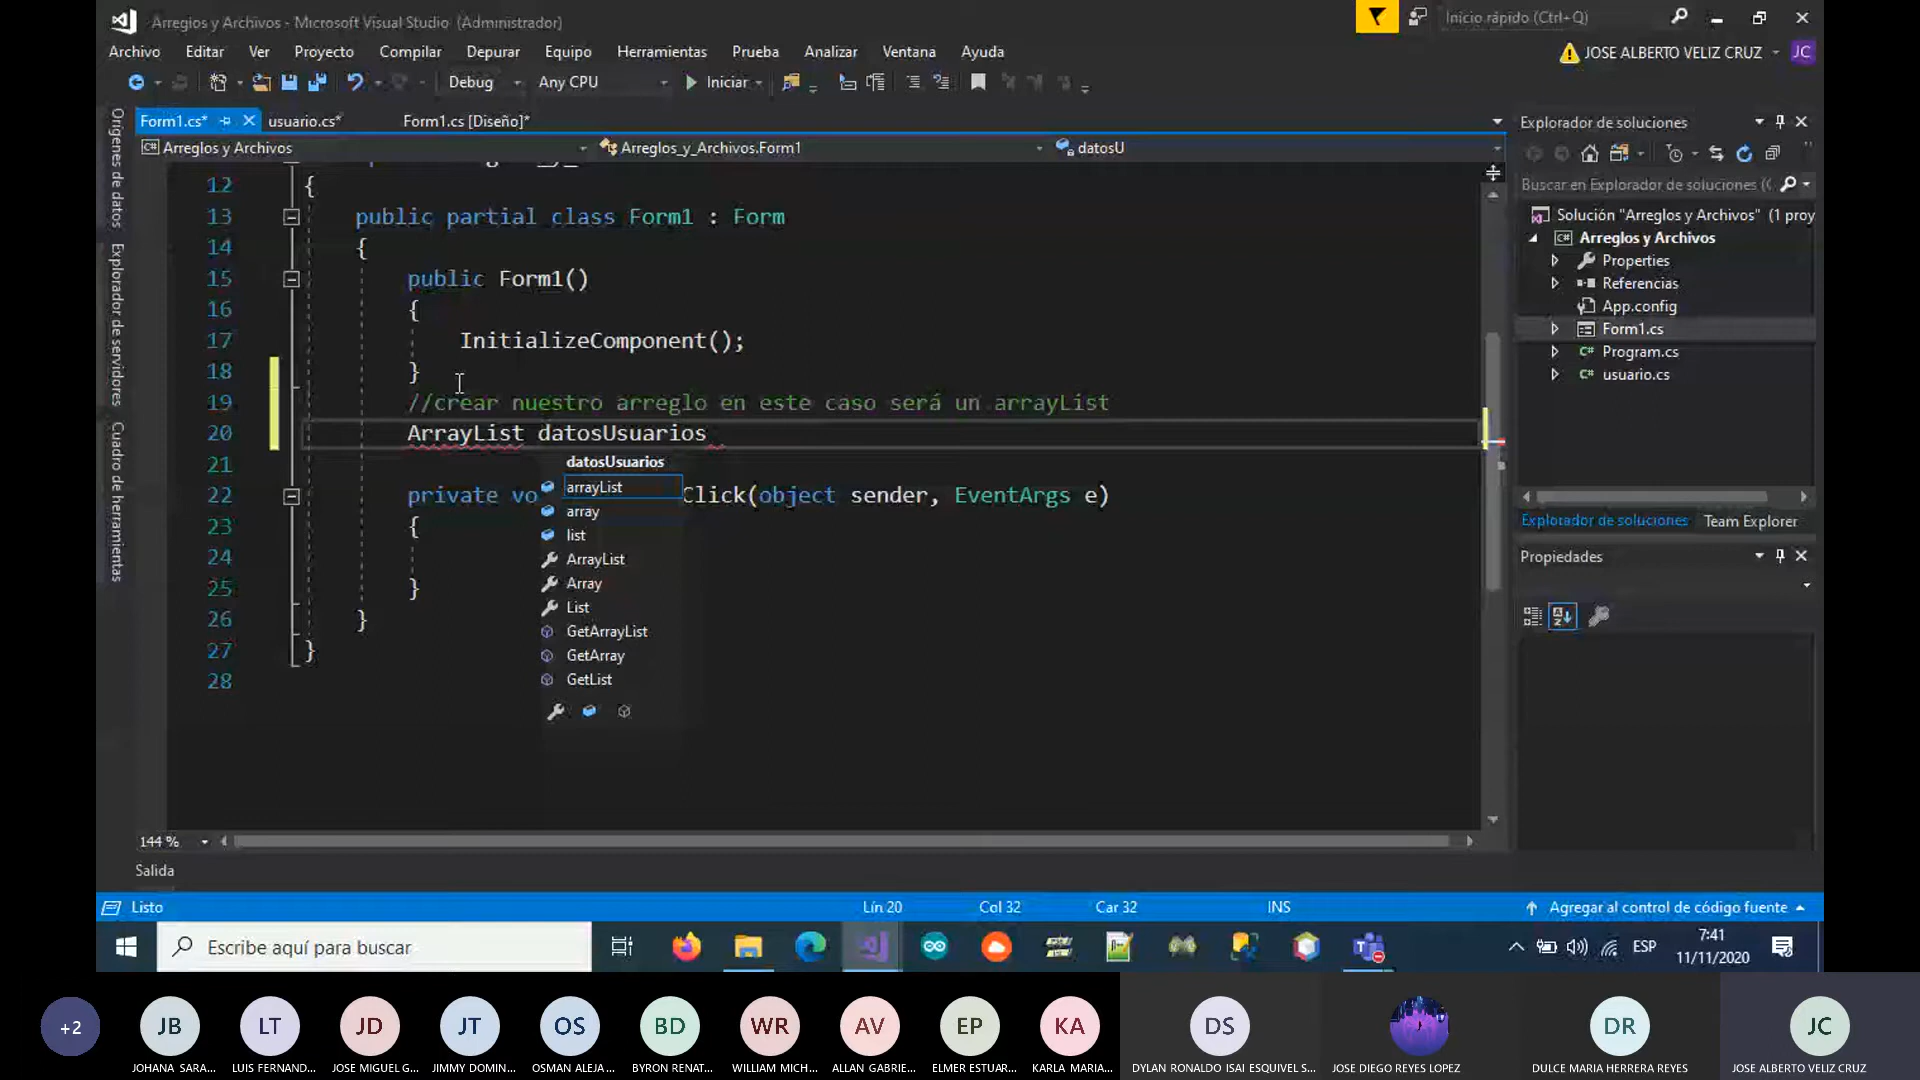 Arreglos y Archivos - Microsoft Visual Studio (Administrador)
Inicio rápido (Ctrl+Q)
Archivo Editar Ver Proyecto Compilar Depurar Equipo Herramientas Prueba Analizar Ventana Ayuda
JOSE ALBERTO VELIZ CRUZ JC
Debug Any CPU Iniciar
Form1.cs* usuario.cs* Form1.cs [Diseño]*
Arreglos y Archivos Arreglos_y_Archivos.Form1 datosU
Orígenes de datos
Explorador de servidores
Cuadro de herramientas
12 {
13 public partial class Form1 : Form
14 {
15 public Form1()
16 {
17 InitializeComponent();
18 }
19 //crear nuestro arreglo en este caso será un arrayList
20 ArrayList datosUsuarios
21
22 private vo Click(object sender, EventArgs e)
23 {
24
25 }
26 }
27 }
28
datosUsuarios
arrayList
array
list
ArrayList
Array
List
GetArrayList
GetArray
GetList
144 %
Salida
Explorador de soluciones
Buscar en Explorador de soluciones (
Solución "Arreglos y Archivos" (1 proy
Arreglos y Archivos
Properties
Referencias
App.config
Form1.cs
Program.cs
usuario.cs
Explorador de soluciones Team Explorer
Propiedades
Listo Lín 20 Col 32 Car 32 INS Agregar al control de código fuente
Escribe aquí para buscar
ESP
7:41
11/11/2020
+2 JB LT JD JT OS BD WR AV EP KA DS DR JC
JOHANA SARA... LUIS FERNAND... JOSE MIGUEL G... JIMMY DOMIN... OSMAN ALEJA... BYRON RENAT... WILLIAM MICH... ALLAN GABRIE... ELMER ESTUAR... KARLA MARIA... DYLAN RONALDO ISAI ESQUIVEL S... JOSE DIEGO REYES LOPEZ DULCE MARIA HERRERA REYES JOSE ALBERTO VELIZ CRUZ